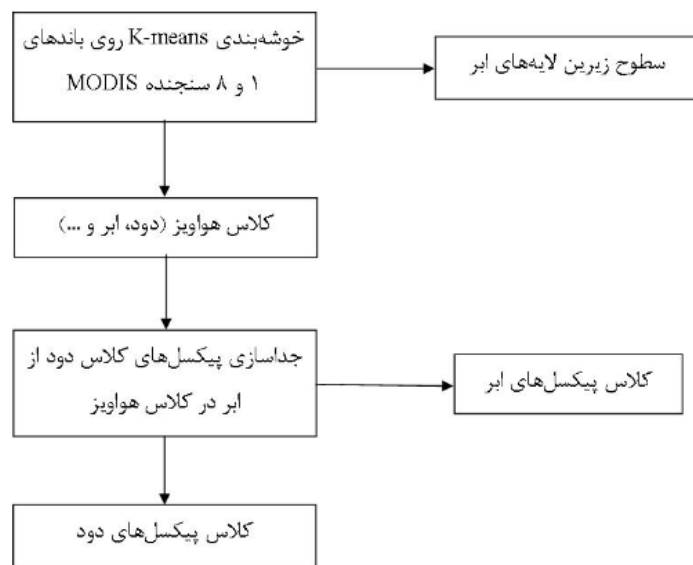 خوشه‌بندی K-means روی باندهای
۱ و ۸ سنجنده MODIS
سطوح زیرین لایه‌های ابر
کلاس هواویز (دود، ابر و ...)
جداسازی پیکسل‌های کلاس دود از
ابر در کلاس هواویز
کلاس پیکسل‌های ابر
کلاس پیکسل‌های دود